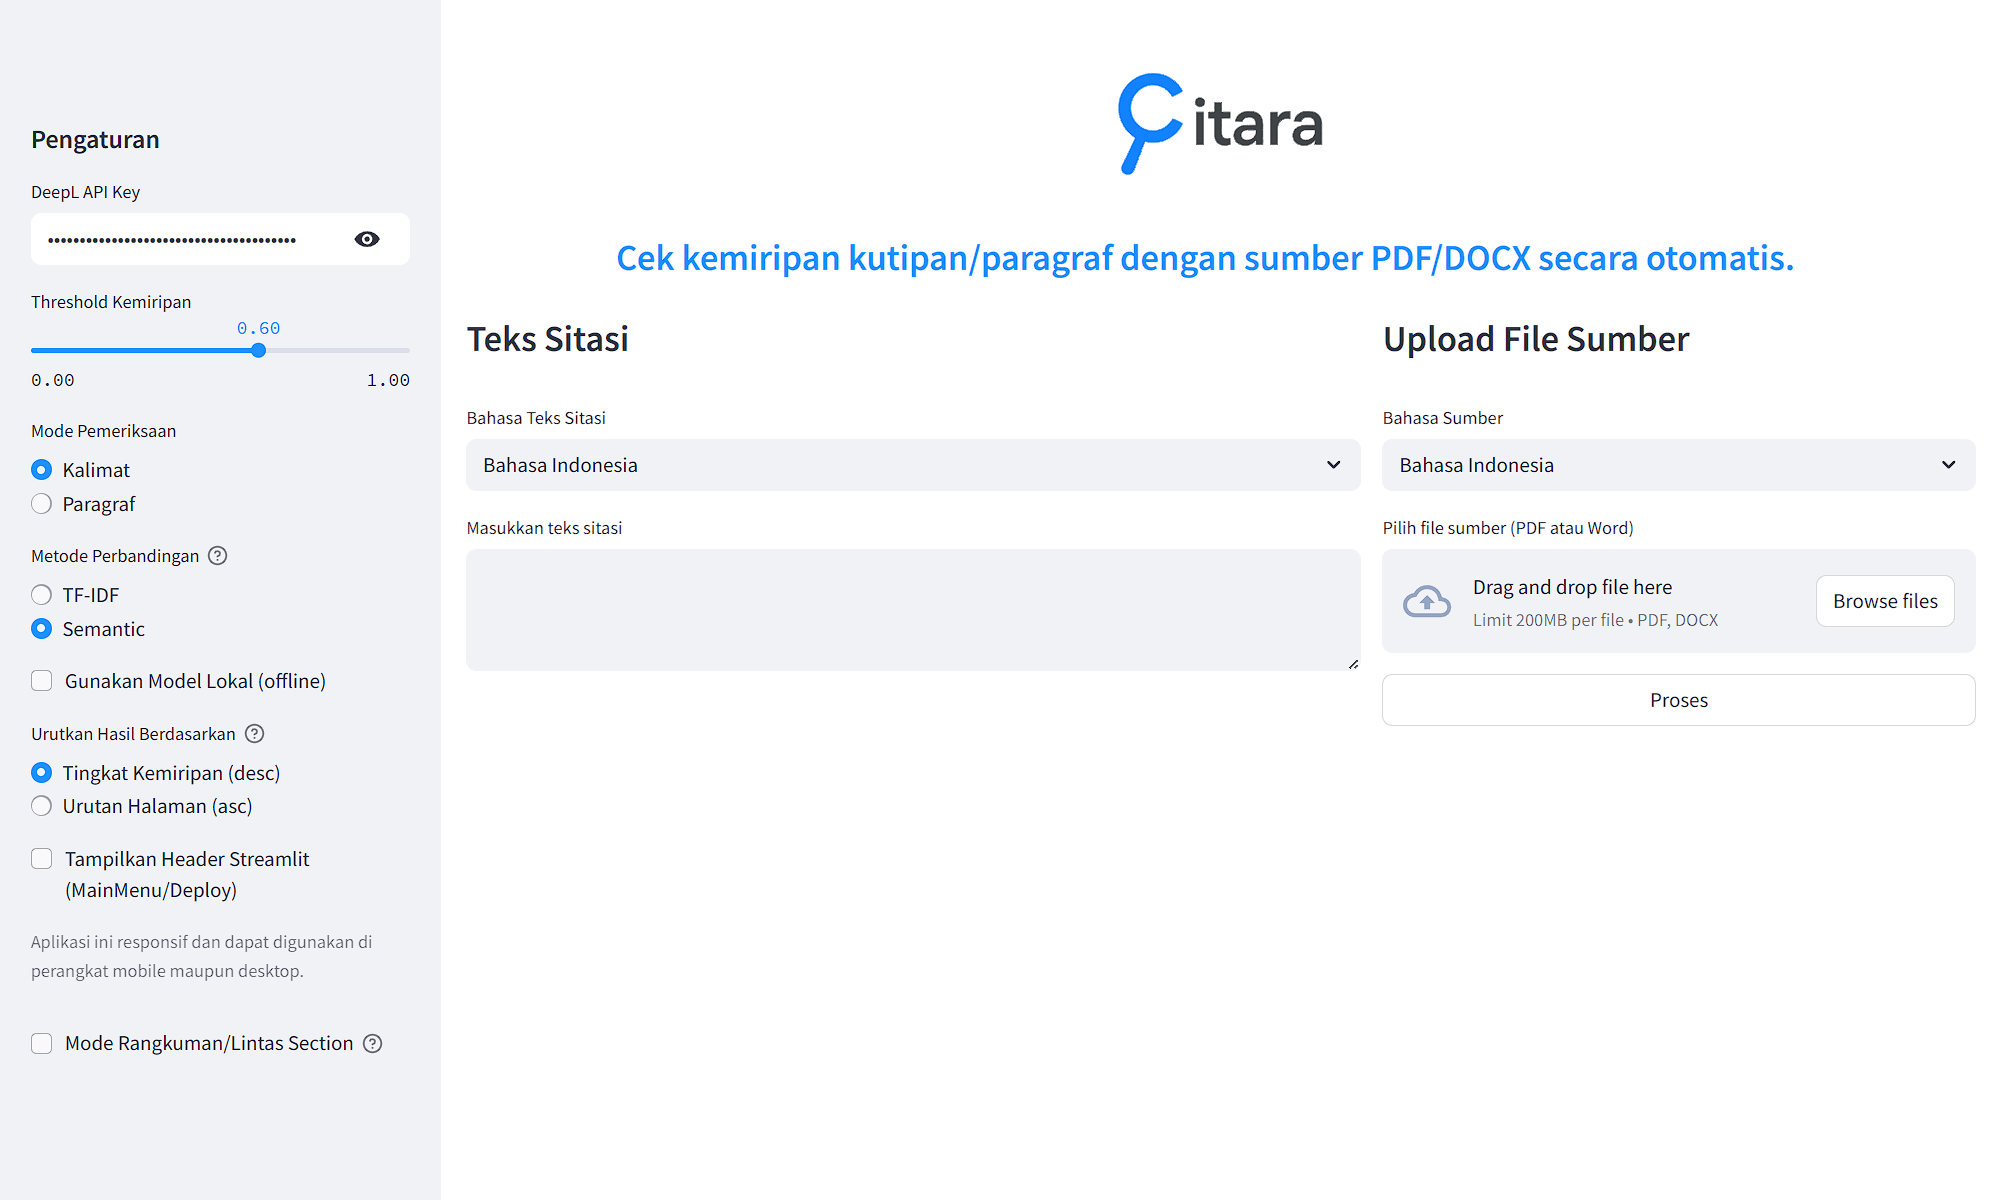 Pengaturan
DeepL API Key
•••••••••••••••••••••••••••••••••••••••
Threshold Kemiripan
0.60
0.00 1.00
Mode Pemeriksaan
Kalimat
Paragraf
Metode Perbandingan
TF-IDF
Semantic
Gunakan Model Lokal (offline)
Urutkan Hasil Berdasarkan
Tingkat Kemiripan (desc)
Urutan Halaman (asc)
Tampilkan Header Streamlit
(MainMenu/Deploy)
Aplikasi ini responsif dan dapat digunakan di
perangkat mobile maupun desktop.
Mode Rangkuman/Lintas Section
Citara
Cek kemiripan kutipan/paragraf dengan sumber PDF/DOCX secara otomatis.
Teks Sitasi
Bahasa Teks Sitasi
Bahasa Indonesia
Masukkan teks sitasi
Upload File Sumber
Bahasa Sumber
Bahasa Indonesia
Pilih file sumber (PDF atau Word)
Drag and drop file here
Limit 200MB per file • PDF, DOCX
Browse files
Proses